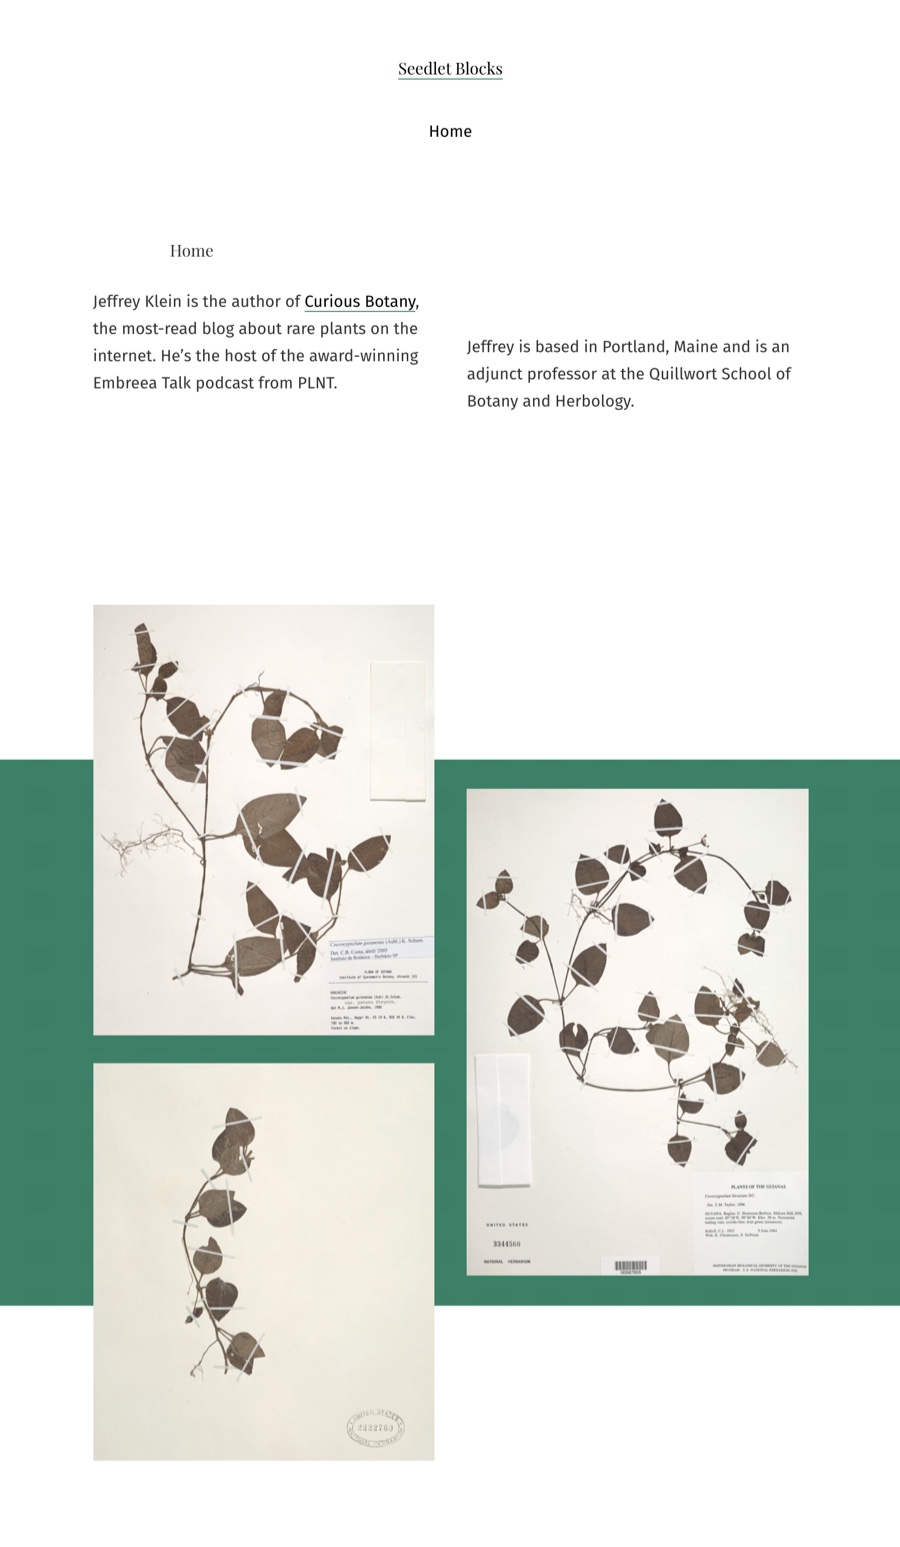 Seedlet Blocks
Home
Home
Jeffrey Klein is the author of Curious Botany,
the most-read blog about rare plants on the
internet. He’s the host of the award-winning
Embreea Talk podcast from PLNT.
Jeffrey is based in Portland, Maine and is an
adjunct professor at the Quillwort School of
Botany and Herbology.
PLANTS OF THE GUIANAS
UNITED STATES
3344560
NATIONAL HERBARIUM